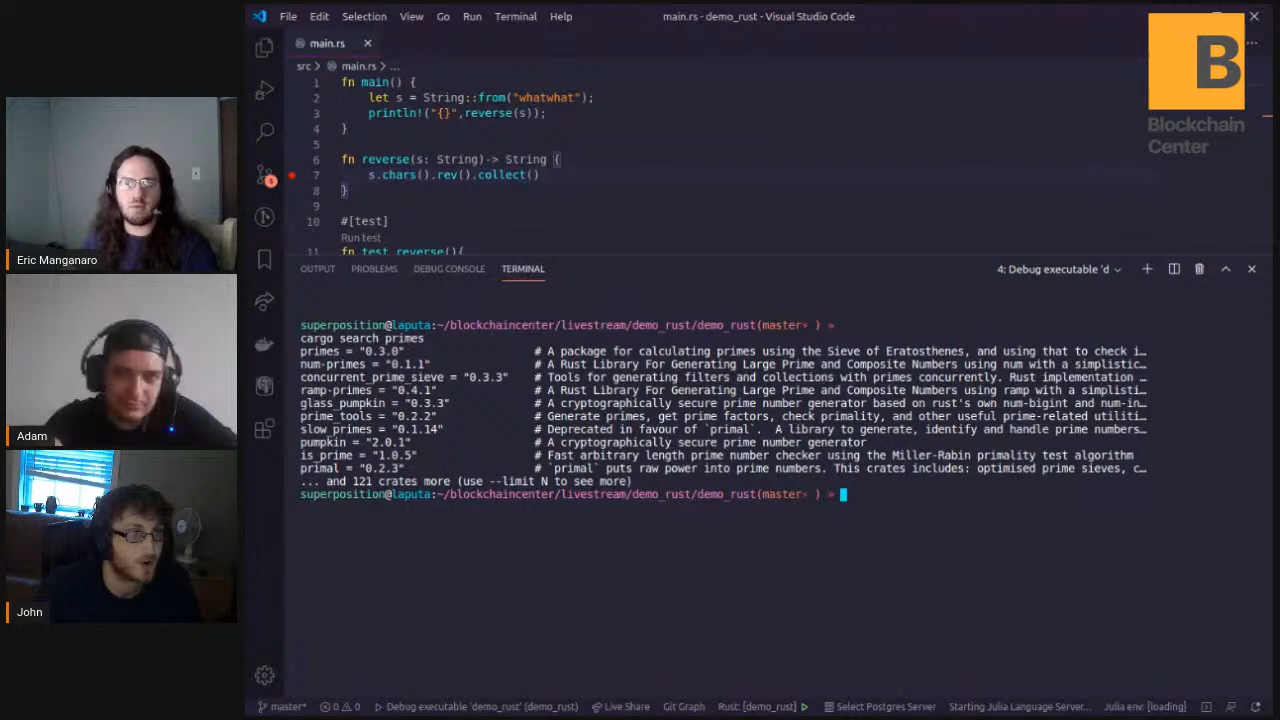 File Edit Selection View Go Run Terminal Help
main.rs - demo_rust - Visual Studio Code
main.rs
src > main.rs > ...
1 fn main() {
2 let s = String::from("whatwhat");
3 println!("{}",reverse(s));
4 }
5
6 fn reverse(s: String)-> String {
7 s.chars().rev().collect()
8 }
9
10 #[test]
Run test
11 fn test_reverse(){
B
Blockchain
Center
5
OUTPUT PROBLEMS DEBUG CONSOLE TERMINAL
4: Debug executable 'd
superposition@laputa:~/blockchaincenter/livestream/demo_rust/demo_rust(master⚡ ) »
cargo search primes
primes = "0.3.0" # A package for calculating primes using the Sieve of Eratosthenes, and using that to check i…
num-primes = "0.1.1" # A Rust Library For Generating Large Prime and Composite Numbers using num with a simplistic…
concurrent_prime_sieve = "0.3.3" # Tools for generating filters and collections with primes concurrently. Rust implementation …
ramp-primes = "0.4.1" # A Rust Library For Generating Large Prime and Composite Numbers using ramp with a simplisti…
glass_pumpkin = "0.3.3" # A cryptographically secure prime number generator based on rust's own num-bigint and num-in…
prime_tools = "0.2.2" # Generate primes, get prime factors, check primality, and other useful prime-related utiliti…
slow_primes = "0.1.14" # Deprecated in favour of `primal`. A library to generate, identify and handle prime numbers…
pumpkin = "2.0.1" # A cryptographically secure prime number generator
is_prime = "1.0.5" # Fast arbitrary length prime number checker using the Miller-Rabin primality test algorithm
primal = "0.2.3" # `primal` puts raw power into prime numbers. This crates includes: optimised prime sieves, c…
... and 121 crates more (use --limit N to see more)
superposition@laputa:~/blockchaincenter/livestream/demo_rust/demo_rust(master⚡ ) »
Eric Manganaro
Adam
John
master* 0 0 Debug executable 'demo_rust' (demo_rust) Live Share Git Graph Rust: [demo_rust] Select Postgres Server Starting Julia Language Server... Julia env: [loading]